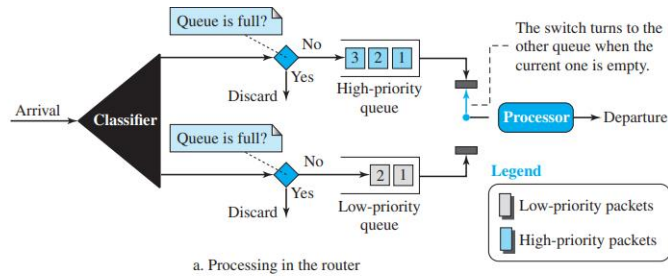 Queue is full?
The switch turns to the
other queue when the
current one is empty.
No
3 2 1
Yes
Discard
High-priority
queue
Arrival
Classifier
Processor
Departure
Queue is full?
No
2 1
Yes
Discard
Low-priority
queue
Legend
Low-priority packets
High-priority packets
a. Processing in the router